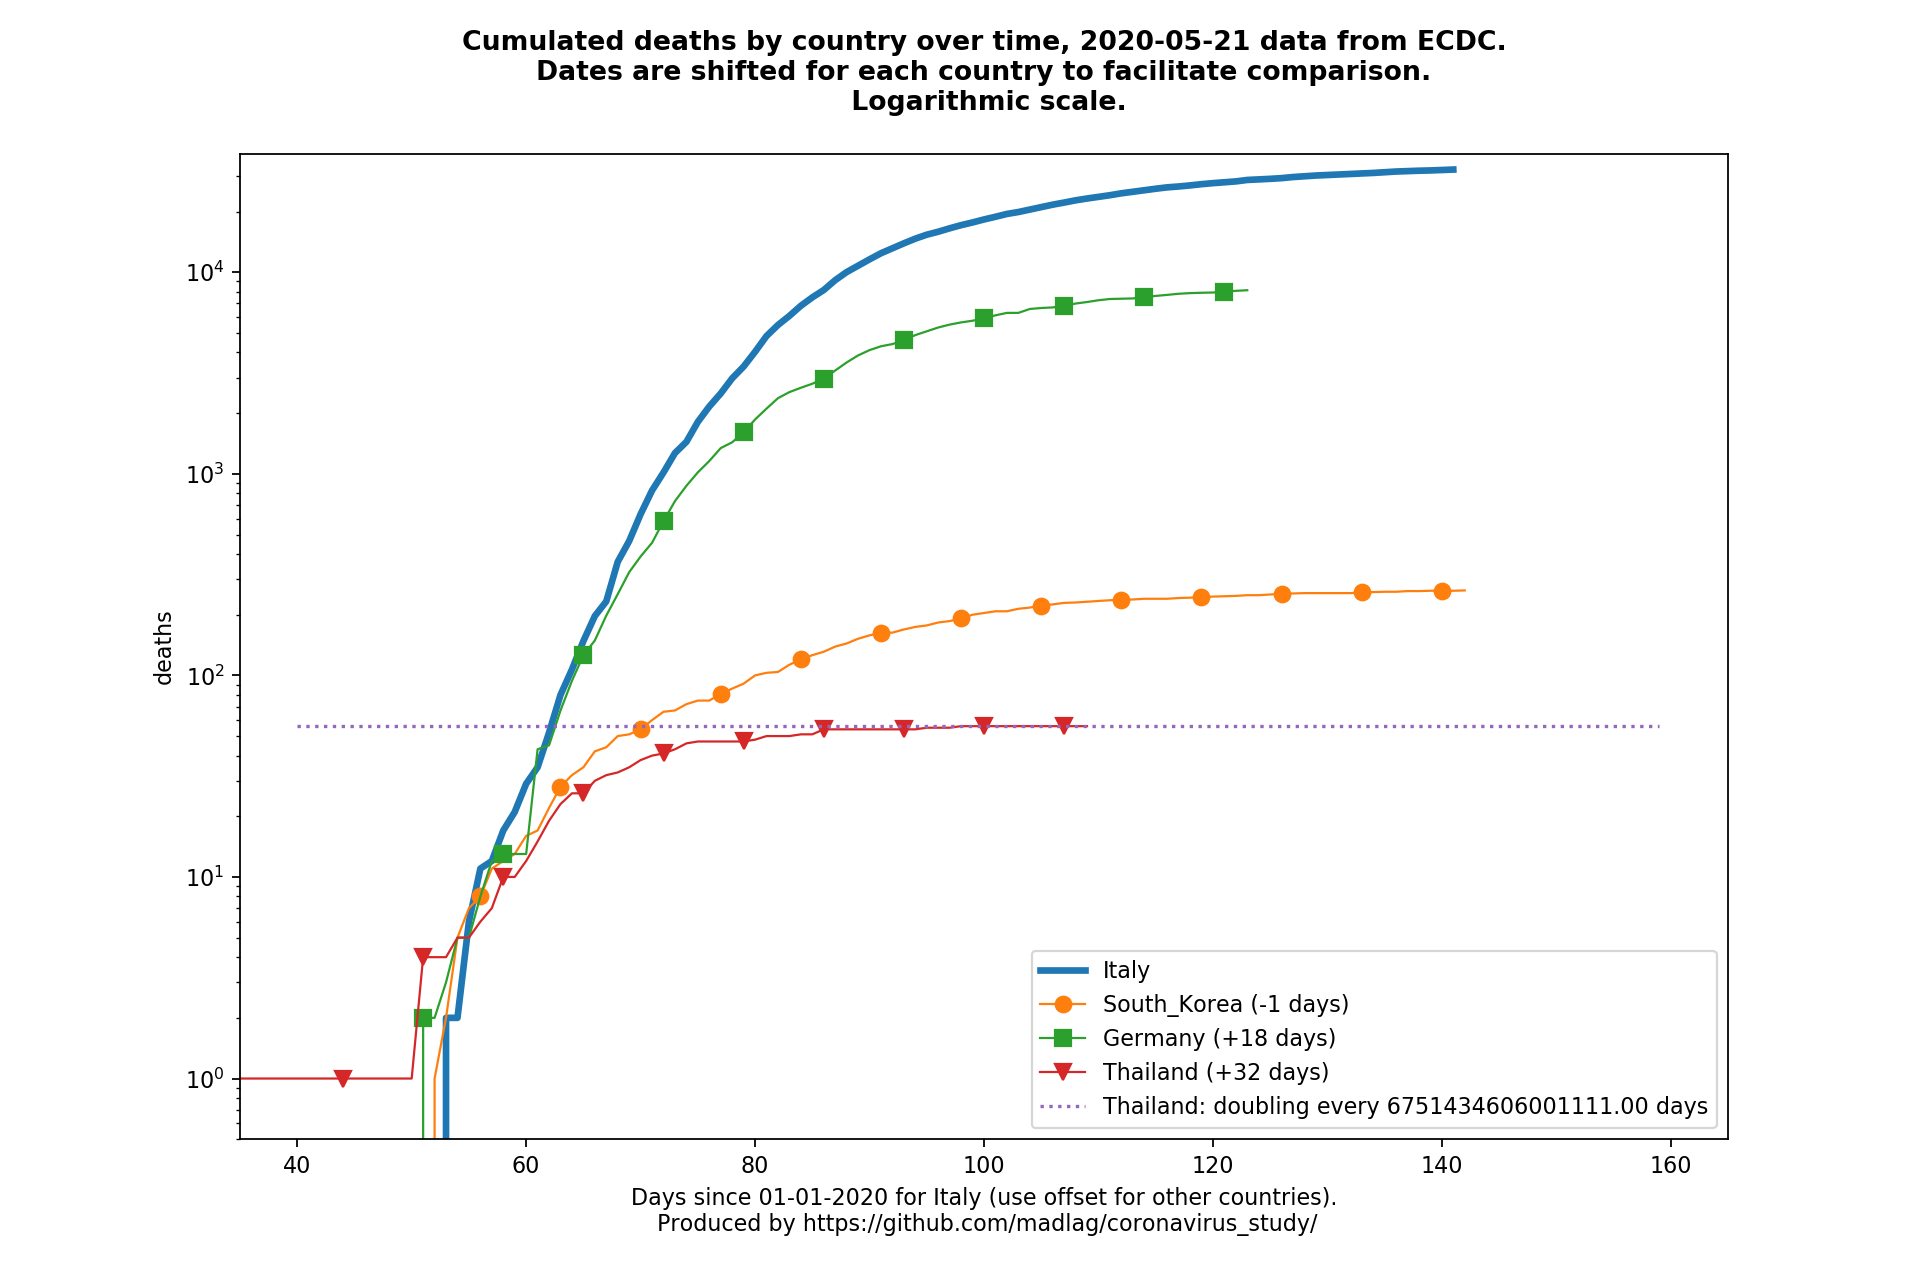 Cumulated deaths by country over time, 2020-05-21 data from ECDC.
Dates are shifted for each country to facilitate comparison.
Logarithmic scale.
10^4
10^3
10^2
10^1
10^0
deaths
Italy
South_Korea (-1 days)
Germany (+18 days)
Thailand (+32 days)
Thailand: doubling every 6751434606001111.00 days
40 60 80 100 120 140 160
Days since 01-01-2020 for Italy (use offset for other countries).
Produced by https://github.com/madlag/coronavirus_study/